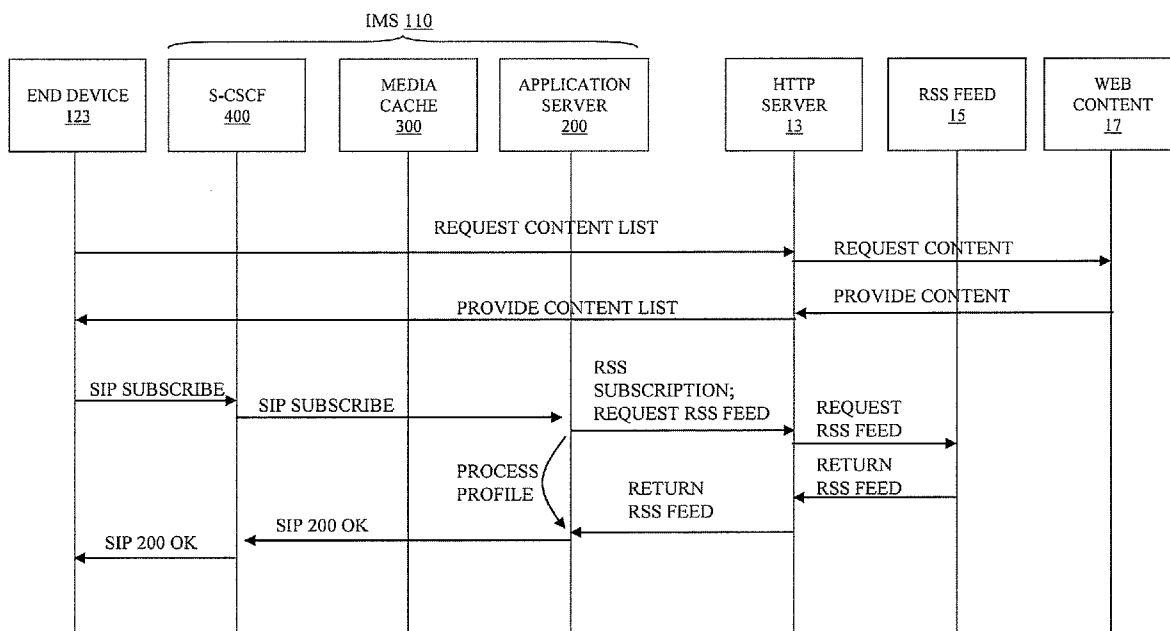 IMS 110
END DEVICE
123
S-CSCF
400
MEDIA
CACHE
300
APPLICATION
SERVER
200
HTTP
SERVER
13
RSS FEED
15
WEB
CONTENT
17
REQUEST CONTENT LIST
REQUEST CONTENT
PROVIDE CONTENT
PROVIDE CONTENT LIST
SIP SUBSCRIBE
SIP SUBSCRIBE
RSS
SUBSCRIPTION;
REQUEST RSS FEED
REQUEST
RSS FEED
PROCESS
PROFILE
RETURN
RSS FEED
RETURN
RSS FEED
SIP 200 OK
SIP 200 OK